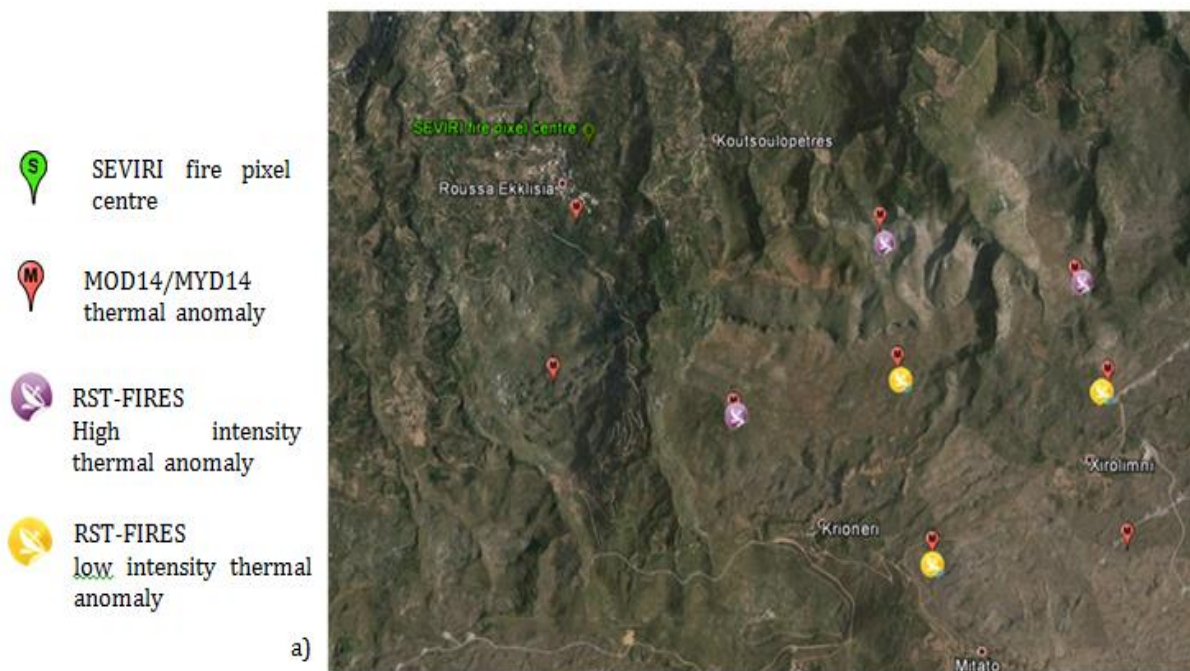 S
SEVIRI fire pixel
centre
M
MOD14/MYD14
thermal anomaly
RST-FIRES
High intensity
thermal anomaly
RST-FIRES
low intensity thermal
anomaly
a)
SEVIRI fire pixel centre
Koutsoulopetres
Roussa Ekklisia
M
M
M
M
M
M
M
Xirolimni
Krioneri
M
M
Mitato